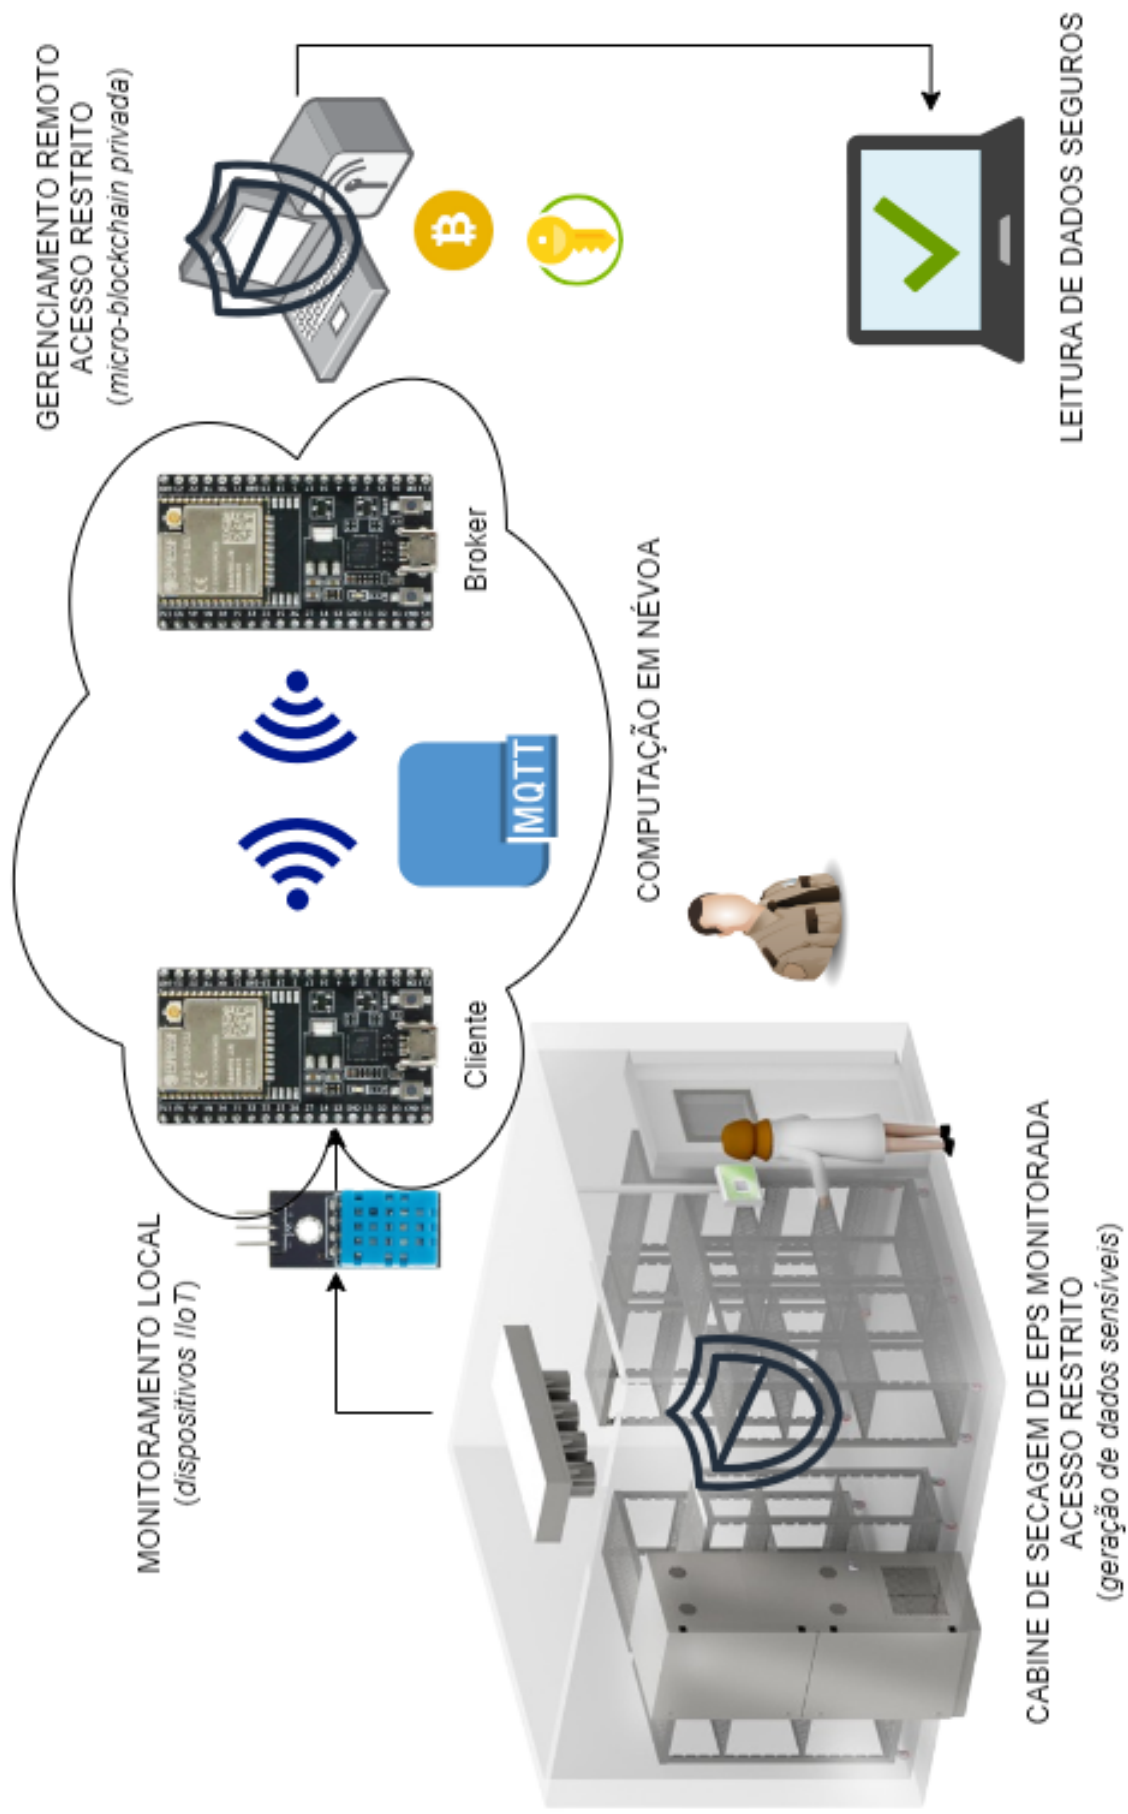 MONITORAMENTO LOCAL
(dispositivos IIoT)
GERENCIAMENTO REMOTO
ACESSO RESTRITO
(micro-blockchain privada)
Cliente
Broker
MQTT
COMPUTAÇÃO EM NÉVOA
CABINE DE SECAGEM DE EPS MONITORADA
ACESSO RESTRITO
(geração de dados sensíveis)
LEITURA DE DADOS SEGUROS